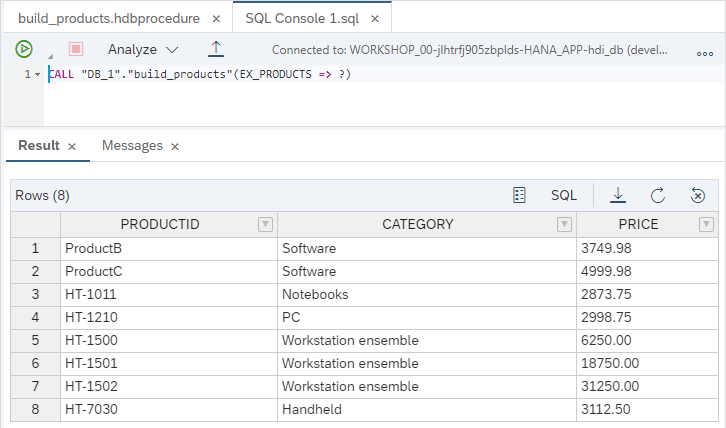 build_products.hdbprocedure × SQL Console 1.sql ×
Analyze Connected to: WORKSHOP_00-jlhtrfj905zbplds-HANA_APP-hdi_db (devel...
1 CALL "DB_1"."build_products"(EX_PRODUCTS => ?)
Result × Messages ×
Rows (8) SQL
PRODUCTID CATEGORY PRICE
1 ProductB Software 3749.98
2 ProductC Software 4999.98
3 HT-1011 Notebooks 2873.75
4 HT-1210 PC 2998.75
5 HT-1500 Workstation ensemble 6250.00
6 HT-1501 Workstation ensemble 18750.00
7 HT-1502 Workstation ensemble 31250.00
8 HT-7030 Handheld 3112.50